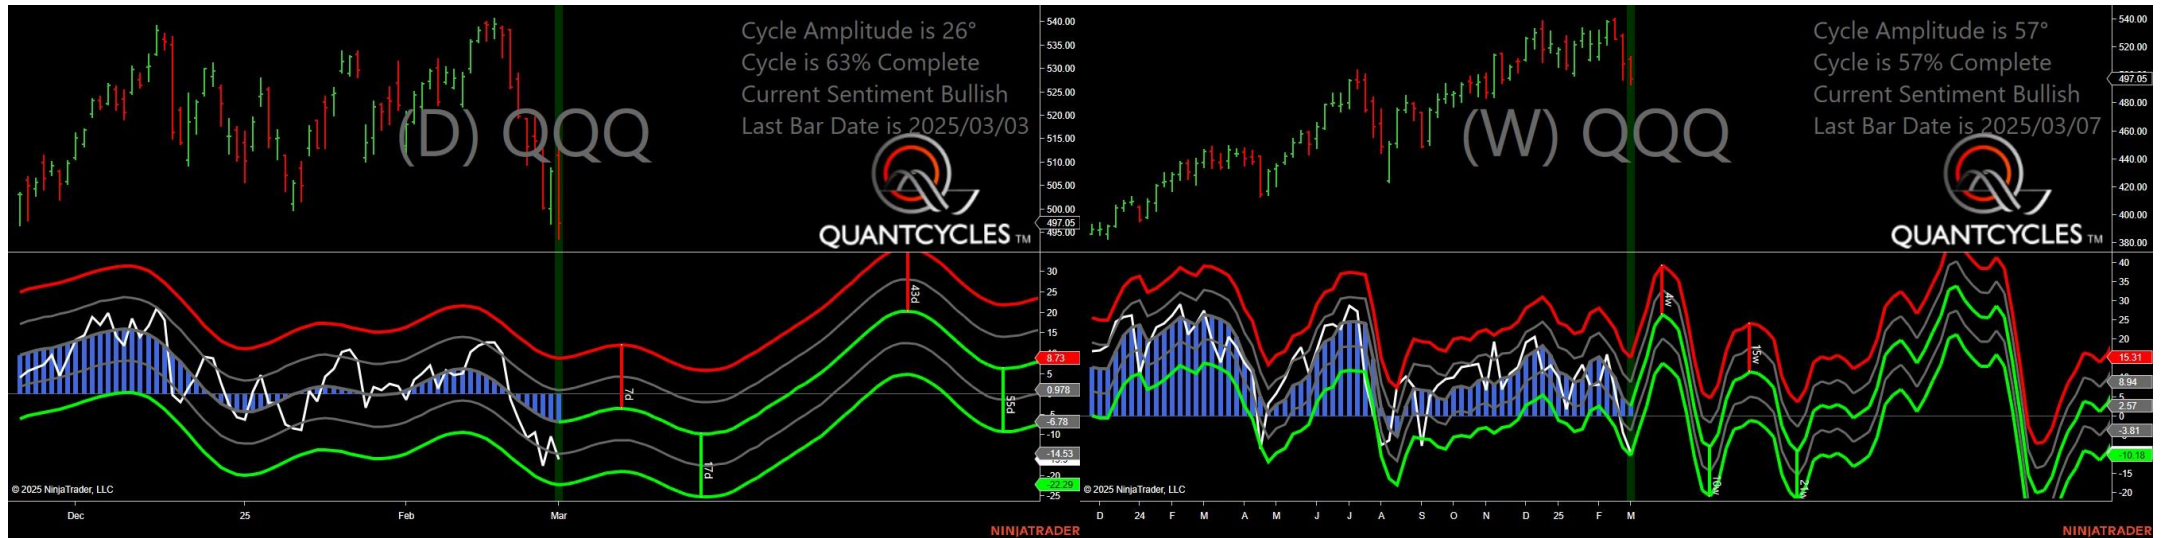 Cycle Amplitude is 26°
Cycle is 63% Complete
Current Sentiment Bullish
Last Bar Date is 2025/03/03
(D) QQQ
QUANTCYCLES TM
540.00
535.00
530.00
525.00
520.00
515.00
510.00
505.00
500.00
497.05
495.00
30
25
20
15
8.73
5
0.978
-5
-6.78
-10
-14.53
-20
-22.29
-25
7d
17d
43d
55d
© 2025 NinjaTrader, LLC
Dec
25
Feb
Mar
NINJATRADER
Cycle Amplitude is 57°
Cycle is 57% Complete
Current Sentiment Bullish
Last Bar Date is 2025/03/07
(W) QQQ
QUANTCYCLES TM
540.00
520.00
497.05
480.00
460.00
440.00
420.00
400.00
380.00
40
35
30
25
20
15.31
8.94
2.57
0
-3.81
-10.18
-15
-20
4w
10w
15w
21w
© 2025 NinjaTrader, LLC
D 24 F M A M J J A S O N D 25 F M
NINJATRADER